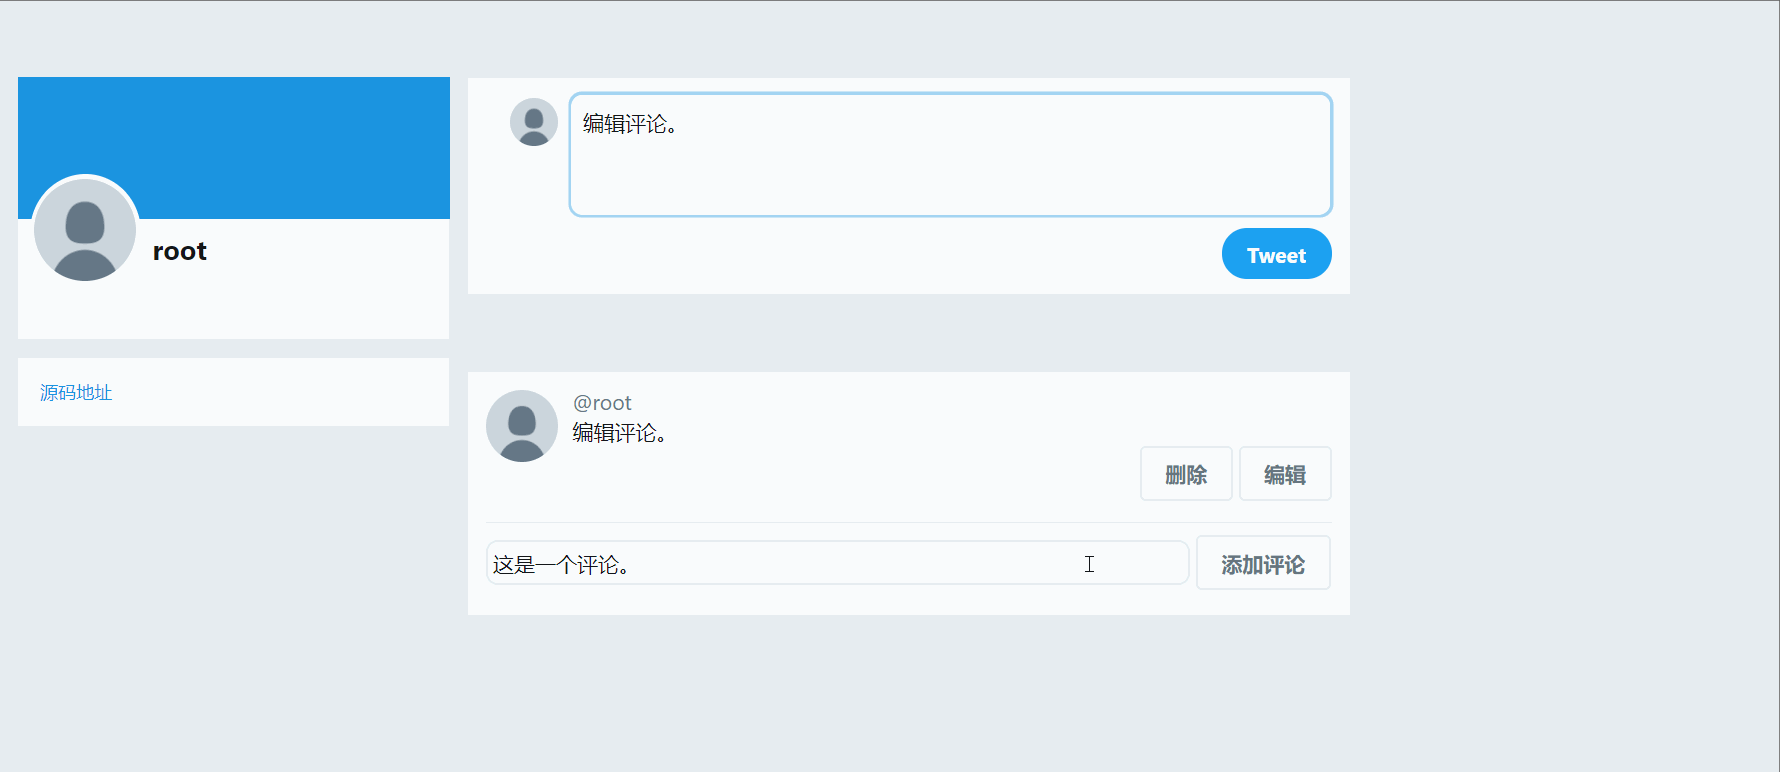 root
源码地址
编辑评论。
Tweet
@root
编辑评论。
删除 编辑
这是一个评论。 添加评论